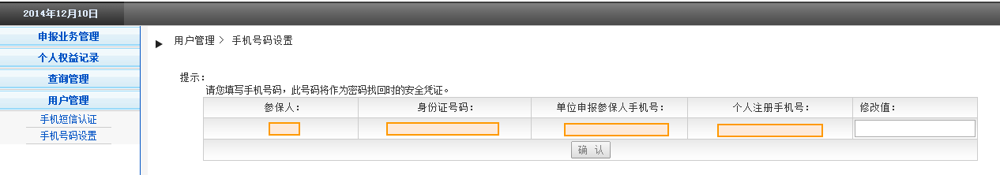 2014年12月10日
申报业务管理
个人权益记录
查询管理
用户管理
手机短信认证
手机号码设置
用户管理 > 手机号码设置
提示：
请您填写手机号码，此号码将作为密码找回时的安全凭证。
参保人： 身份证号码： 单位申报参保人手机号： 个人注册手机号： 修改值：
确 认